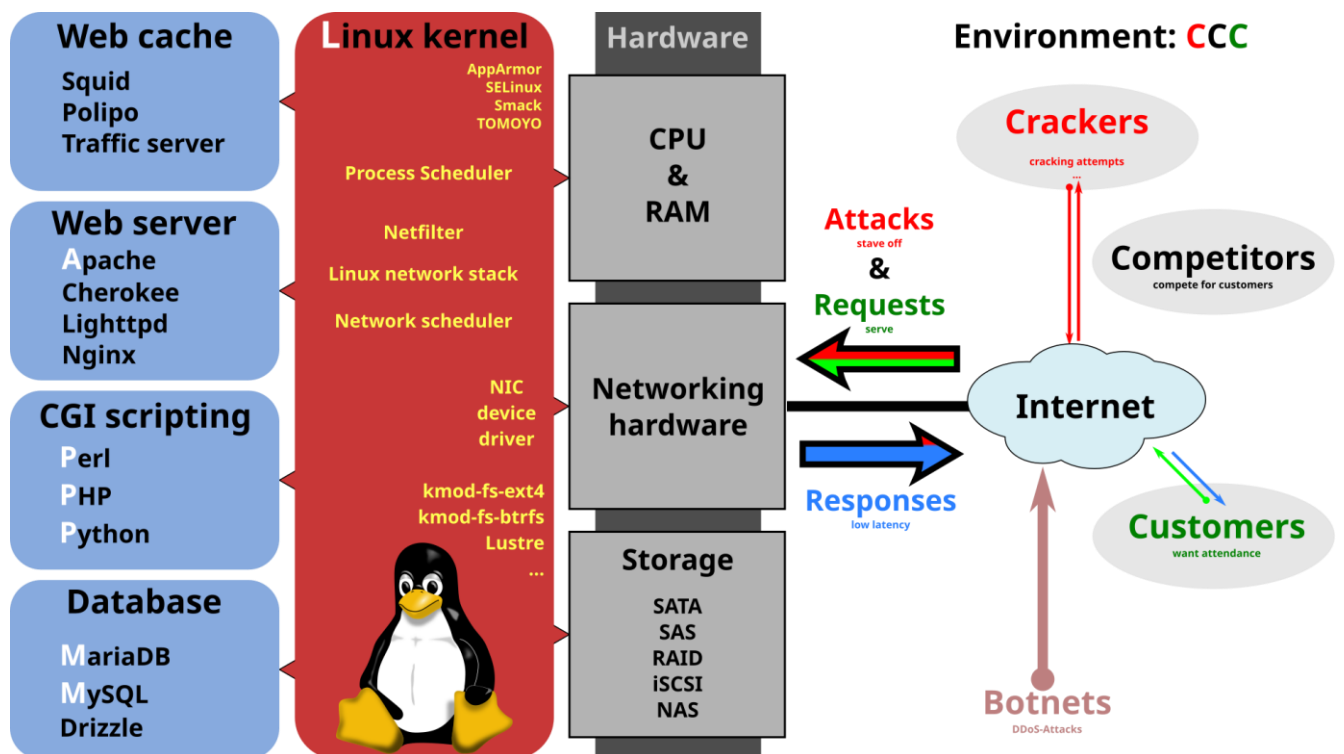 Web cache
Squid
Polipo
Traffic server
Web server
Apache
Cherokee
Lighttpd
Nginx
CGI scripting
Perl
PHP
Python
Database
MariaDB
MySQL
Drizzle
Linux kernel
AppArmor
SELinux
Smack
TOMOYO
Process Scheduler
Netfilter
Linux network stack
Network scheduler
NIC
device
driver
kmod-fs-ext4
kmod-fs-btrfs
Lustre
...
Hardware
CPU
&
RAM
Networking
hardware
Storage
SATA
SAS
RAID
iSCSI
NAS
Attacks
stave off
&
Requests
serve
Responses
low latency
Environment: CCC
Crackers
cracking attempts
...
Competitors
compete for customers
Internet
Customers
want attendance
Botnets
DDoS-Attacks